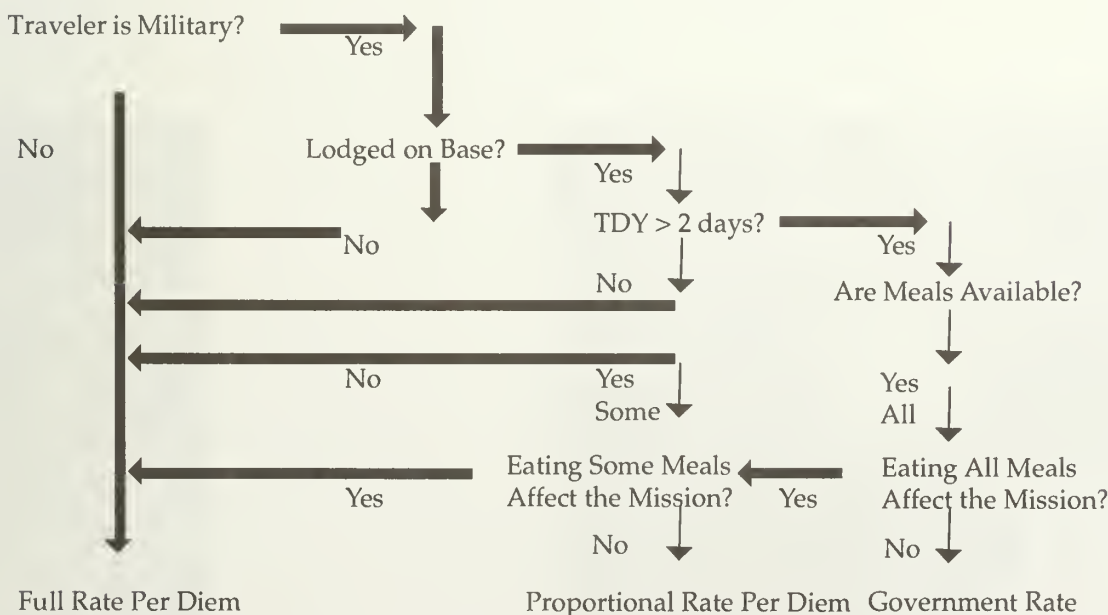 Traveler is Military?
Yes
No
Lodged on Base?
Yes
No
TDY > 2 days?
Yes
No
Are Meals Available?
No
Yes
Some
Yes
All
Eating Some Meals
Affect the Mission?
Yes
Eating All Meals
Affect the Mission?
Yes
No
No
Full Rate Per Diem
Proportional Rate Per Diem
Government Rate